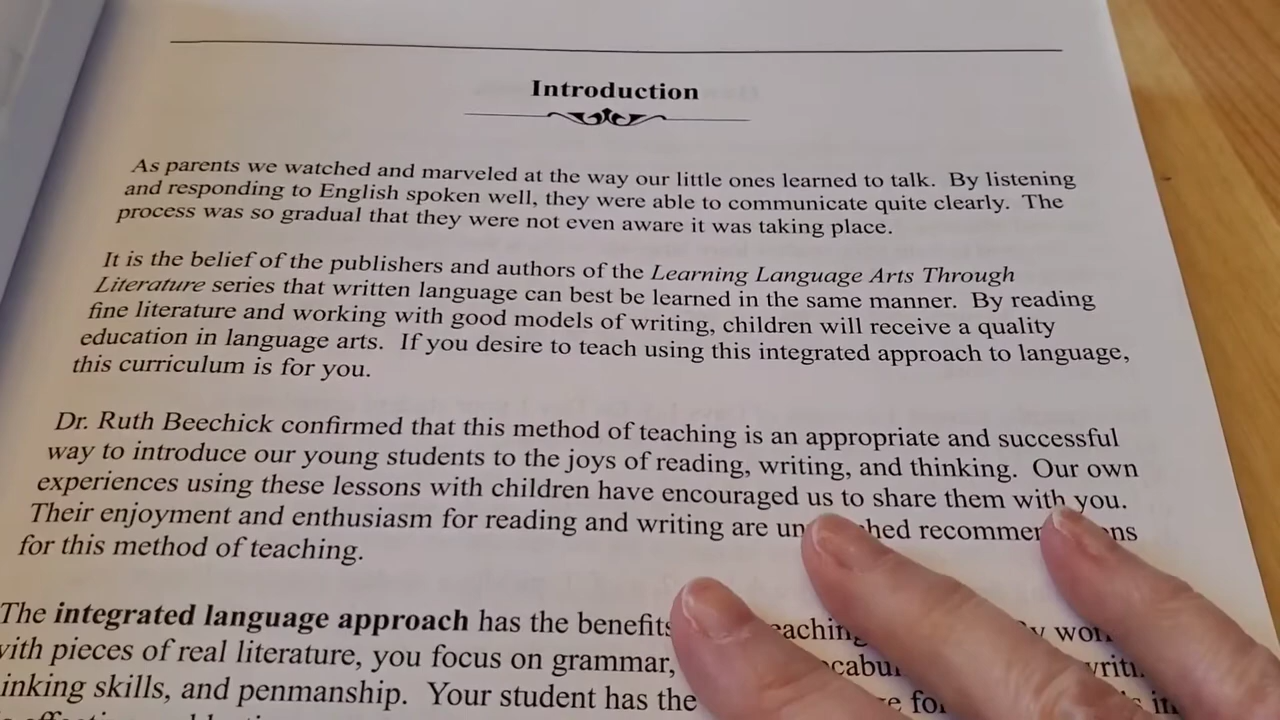 Introduction
As parents we watched and marveled at the way our little ones learned to talk. By listening
and responding to English spoken well, they were able to communicate quite clearly. The
process was so gradual that they were not even aware it was taking place.
It is the belief of the publishers and authors of the Learning Language Arts Through
Literature series that written language can best be learned in the same manner. By reading
fine literature and working with good models of writing, children will receive a quality
education in language arts. If you desire to teach using this integrated approach to language,
this curriculum is for you.
Dr. Ruth Beechick confirmed that this method of teaching is an appropriate and successful
way to introduce our young students to the joys of reading, writing, and thinking. Our own
experiences using these lessons with children have encouraged us to share them with you.
Their enjoyment and enthusiasm for reading and writing are
for this method of teaching.
The integrated language approach has the benefits
with pieces of real literature, you focus on grammar,
skills, and penmanship. Your student has the